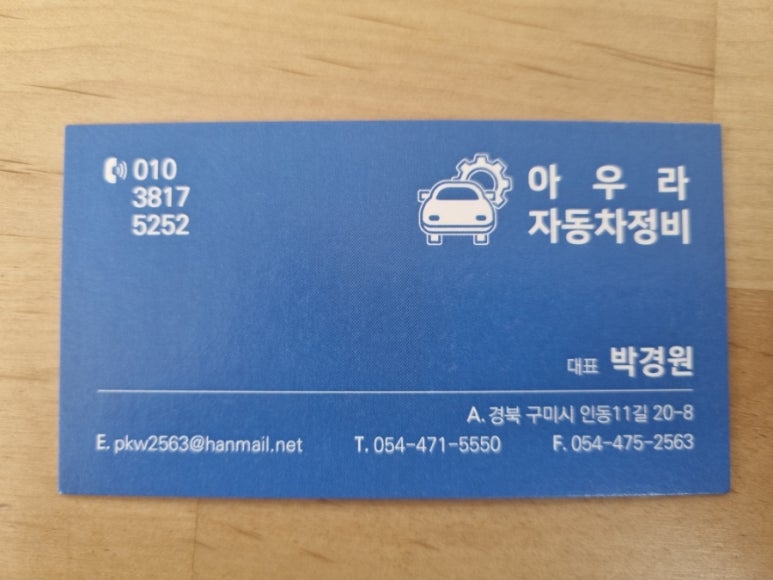 010
3817
5252
아 우 라
자동차정비
대표 박경원
A. 경북 구미시 인동11길 20-8
E. pkw2563@hanmail.net T. 054-471-5550 F. 054-475-2563